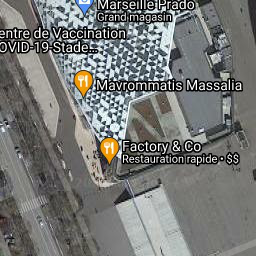 Marseille Prado
Grand magasin
entre de Vaccination
OVID-19-Stade...
Mavrommatis Massalia
Factory & Co
Restauration rapide • $$